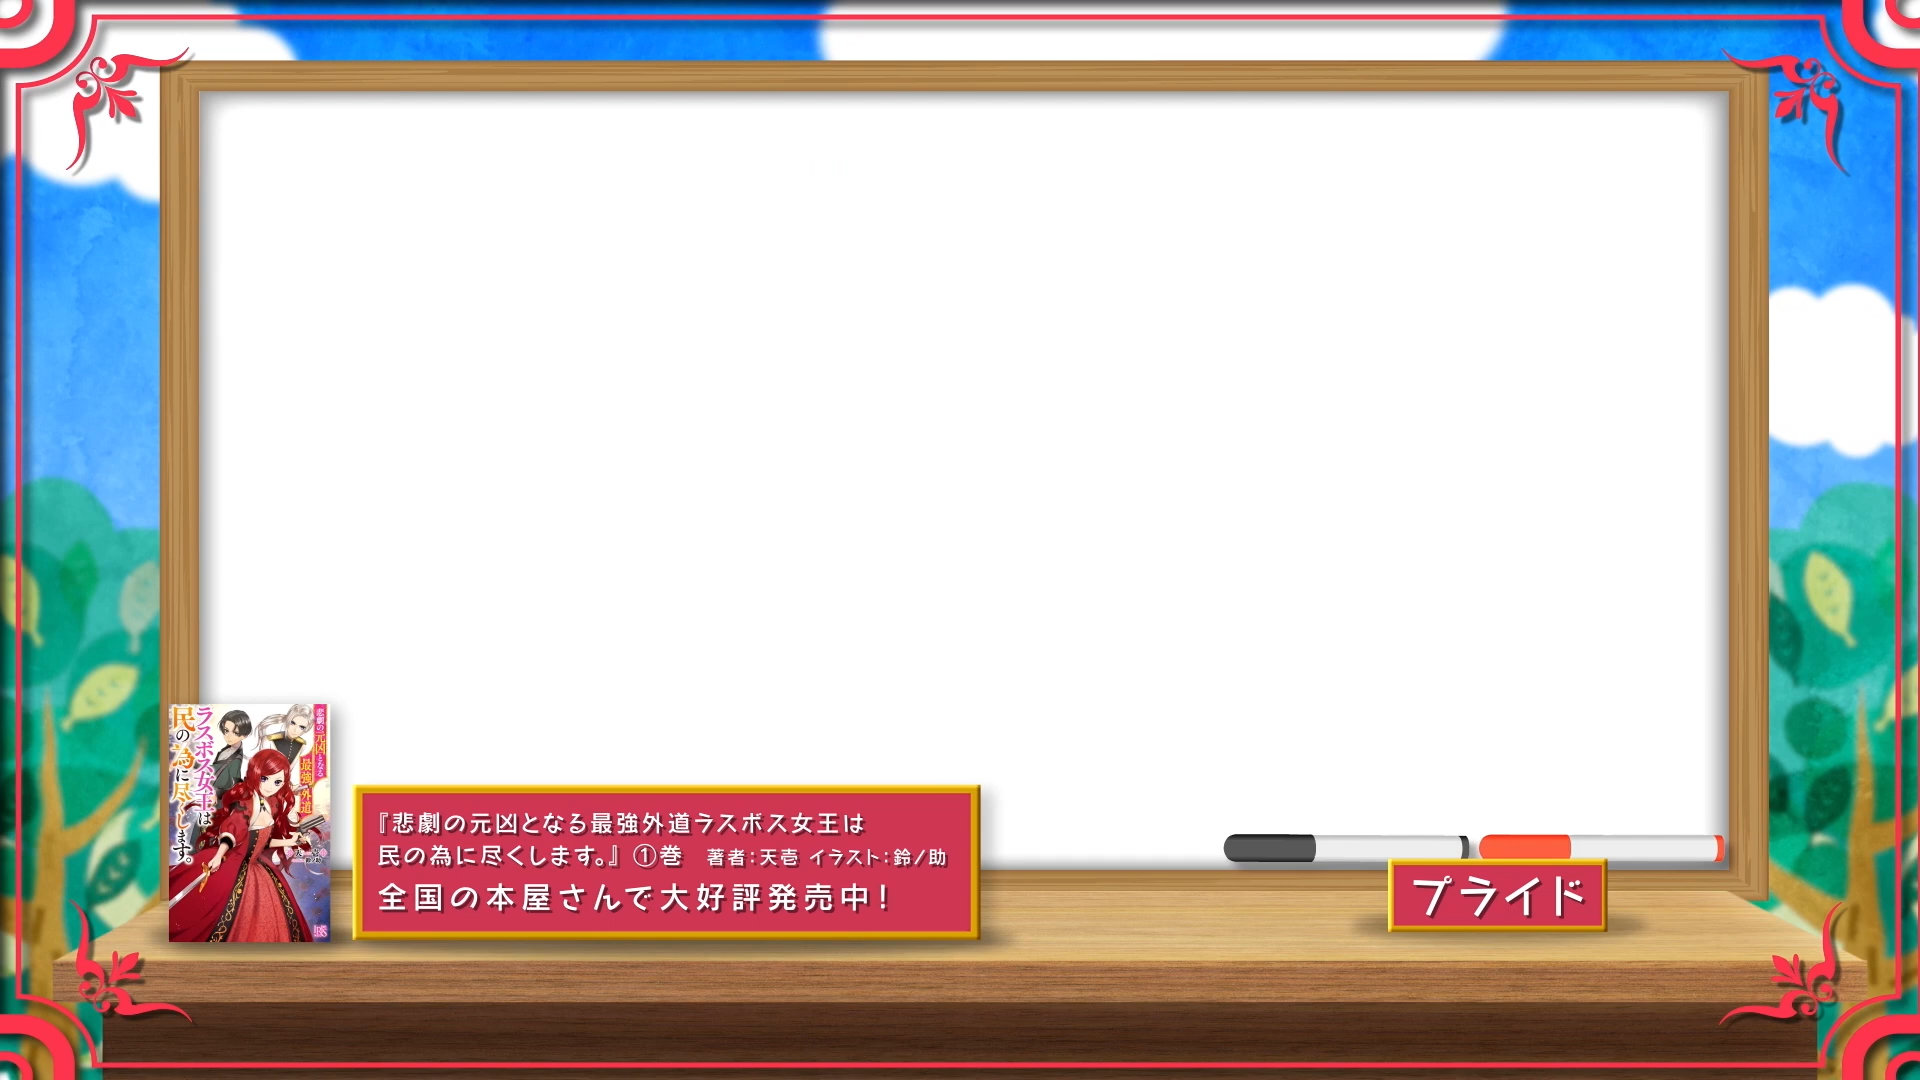 悲劇の元凶となる
最強外道
ラスボス女王は
民の為に尽くします。
『悲劇の元凶となる最強外道ラスボス女王は
民の為に尽くします。』①巻　著者:天壱 イラスト:鈴ノ助
全国の本屋さんで大好評発売中!
プライド